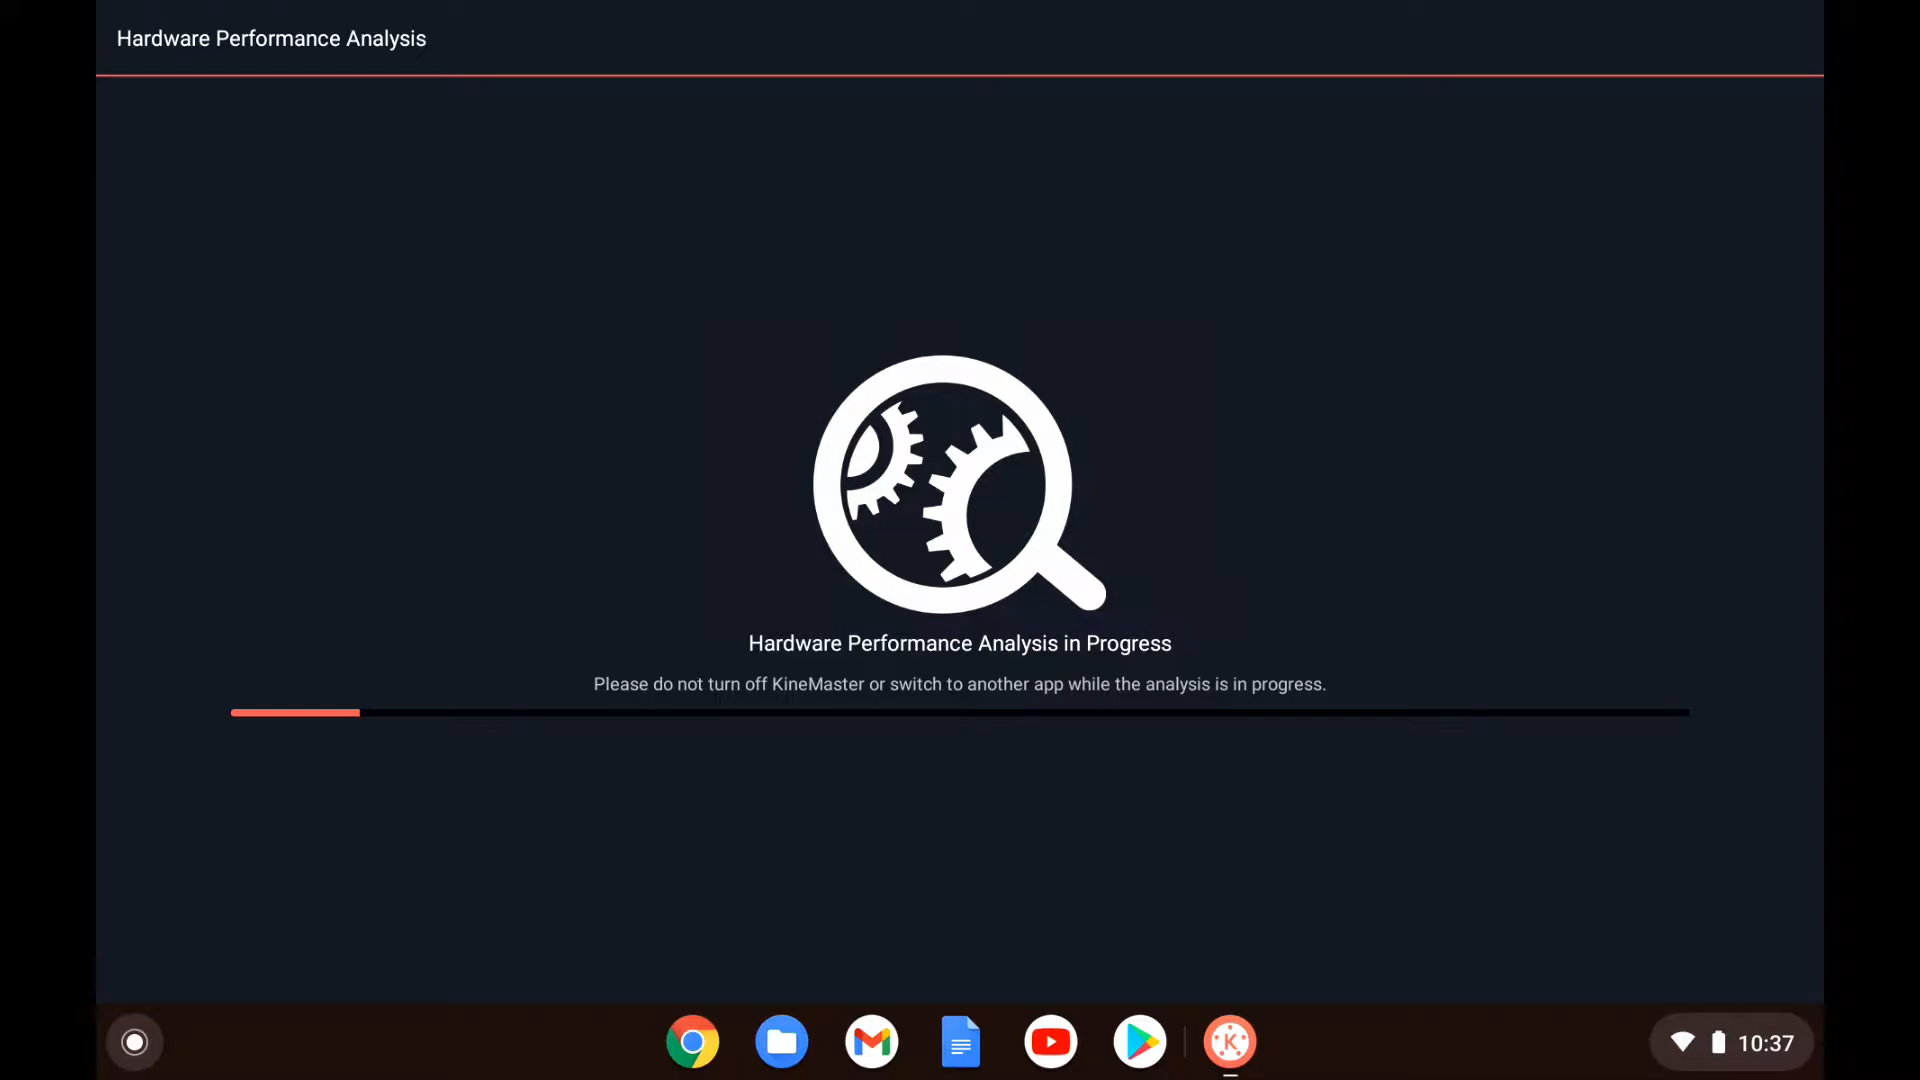 Hardware Performance Analysis
Hardware Performance Analysis in Progress
Please do not turn off KineMaster or switch to another app while the analysis is in progress.
K
10:37